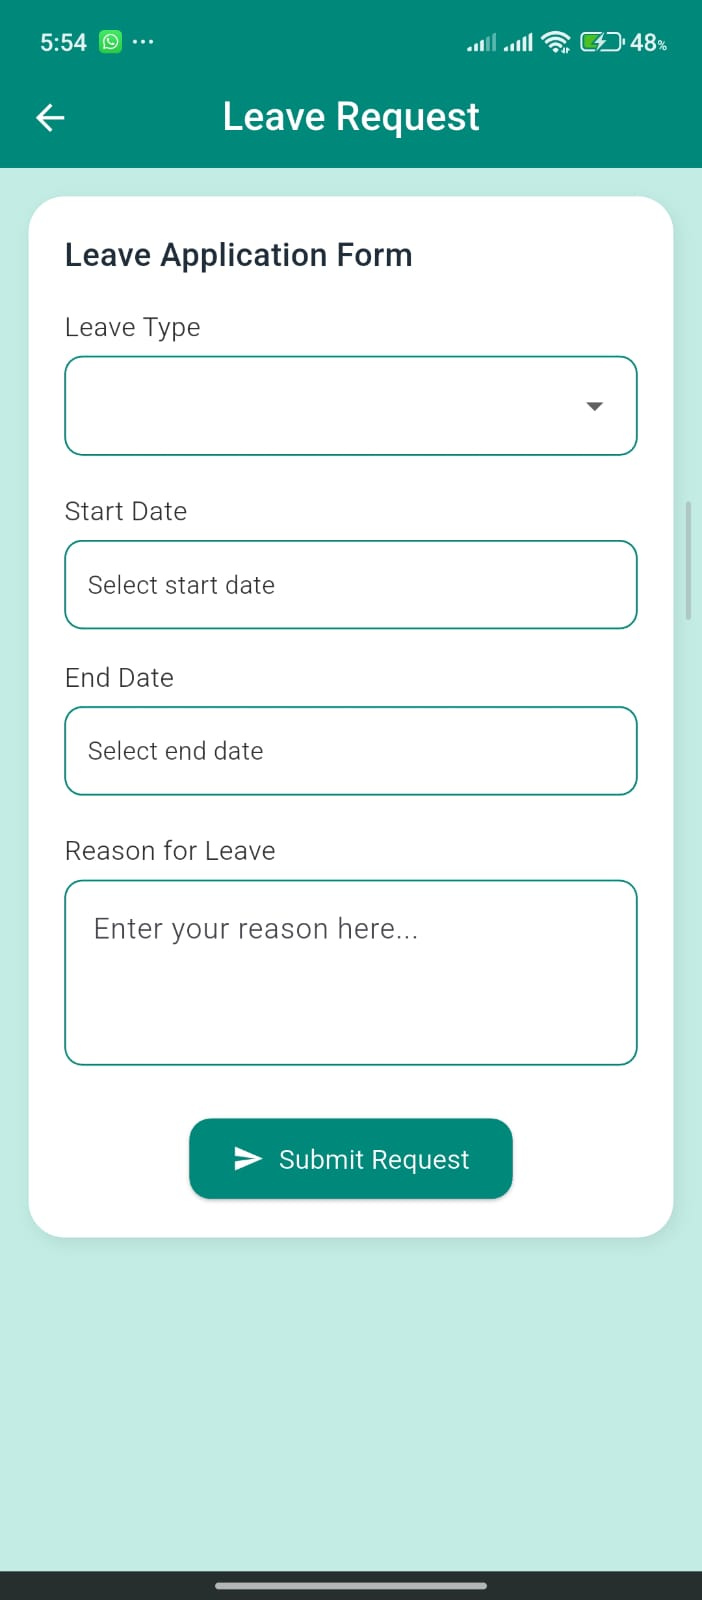 5:54 ... 48%
Leave Request
Leave Application Form
Leave Type
Start Date
Select start date
End Date
Select end date
Reason for Leave
Enter your reason here...
Submit Request